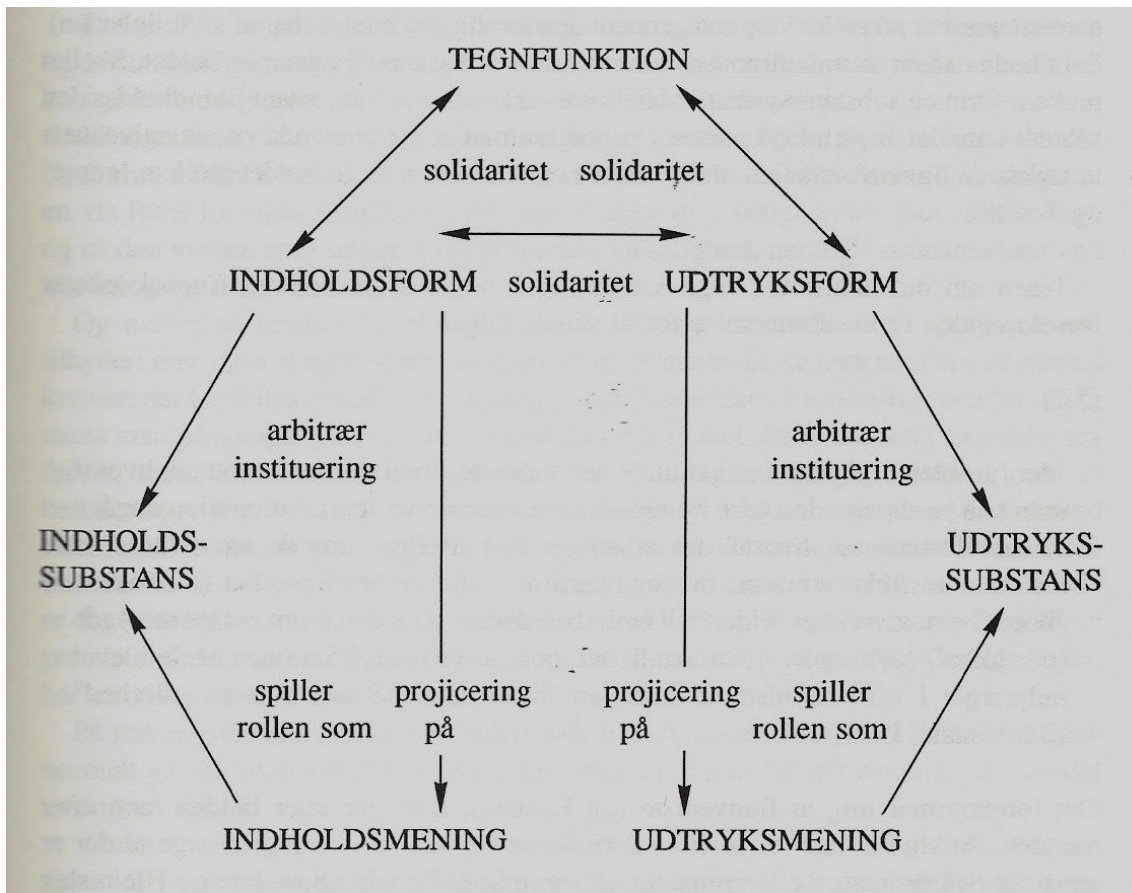 TEGNFUNKTION
solidaritet solidaritet
INDHOLDSFORM solidaritet UDTRYKSFORM
arbitrær
instituering
arbitrær
instituering
INDHOLDS-
SUBSTANS
UDTRYKS-
SUBSTANS
spiller
rollen som
projicering
på
projicering
på
spiller
rollen som
INDHOLDSMENING UDTRYKSMENING